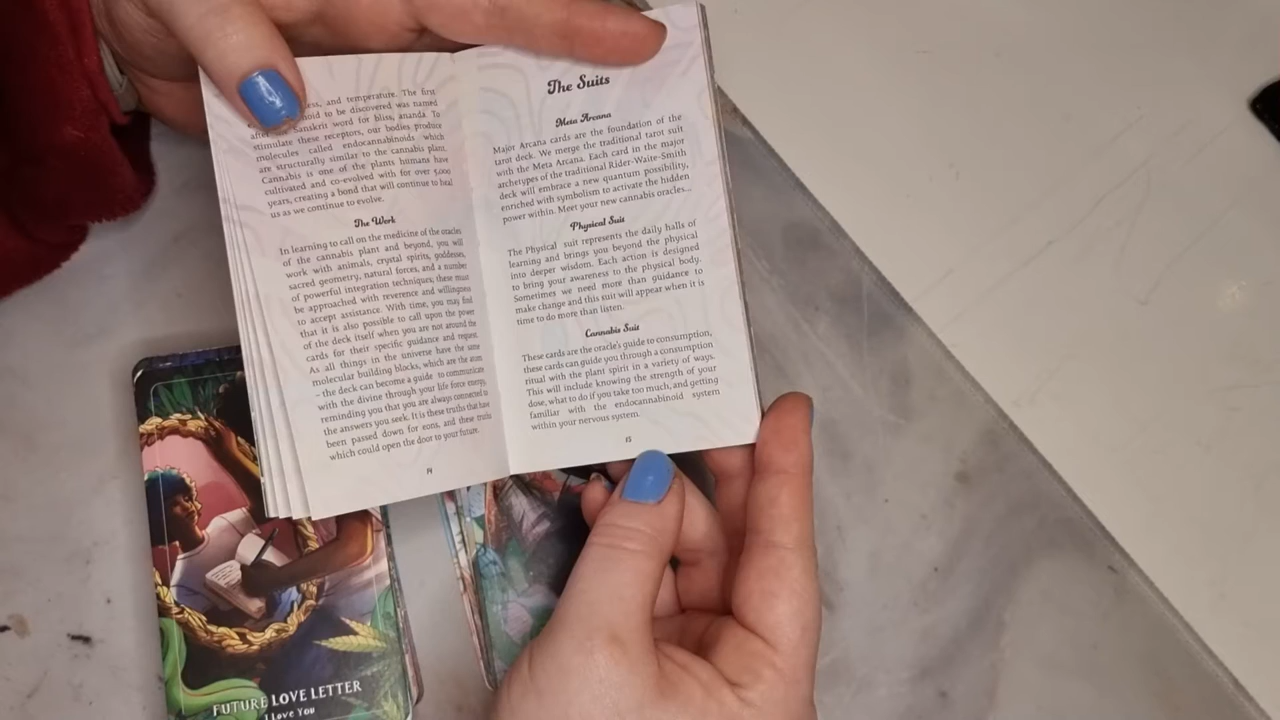 ess, and temperature. The first
noid to be discovered was named
after Sanskrit word for bliss, ananda. To
stimulate these receptors, our bodies produce
molecules called endocannabinoids which
are structurally similar to the cannabis plant.
Cannabis is one of the plants humans have
cultivated and co-evolved with for over 5,000
years, creating a bond that will continue to heal
us as we continue to evolve.
The Work
In learning to call on the medicine of the oracles
of the cannabis plant and beyond, you will
work with animals, crystal spirits, goddesses,
sacred geometry, natural forces, and a number
of powerful integration techniques; these must
be approached with reverence and willingness
to accept assistance. With time, you may find
that it is also possible to call upon the power
of the deck itself when you are not around the
cards for their specific guidance and request.
As all things in the universe have the same
molecular building blocks, which are the atom
– the deck can become a guide to communicate
with the divine through your life force energy,
reminding you that you are always connected to
the answers you seek. It is these truths that have
been passed down for eons, and these truths
which could open the door to your future.
14
The Suits
Meta Arcana
Major Arcana cards are the foundation of the
tarot deck. We merge the traditional tarot suit
with the Meta Arcana. Each card in the major
archetypes of the traditional Rider-Waite-Smith
deck will embrace a new quantum possibility,
enriched with symbolism to activate the hidden
power within. Meet your new cannabis oracles...
Physical Suit
The Physical suit represents the daily halls of
learning and brings you beyond the physical
into deeper wisdom. Each action is designed
to bring your awareness to the physical body.
Sometimes we need more than guidance to
make change and this suit will appear when it is
time to do more than listen.
Cannabis Suit
These cards are the oracle's guide to consumption,
these cards can guide you through a consumption
ritual with the plant spirit in a variety of ways.
This will include knowing the strength of your
dose, what to do if you take too much, and getting
familiar with the endocannabinoid system
within your nervous system.
15
FUTURE LOVE LETTER
I Love You